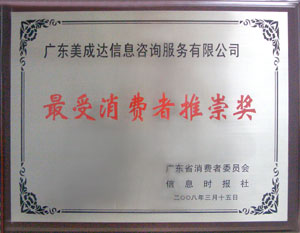 广东美成达信息咨询服务有限公司
最受消费者推崇奖
广东省消费者委员会
信息时报社
二00八年三月十五日